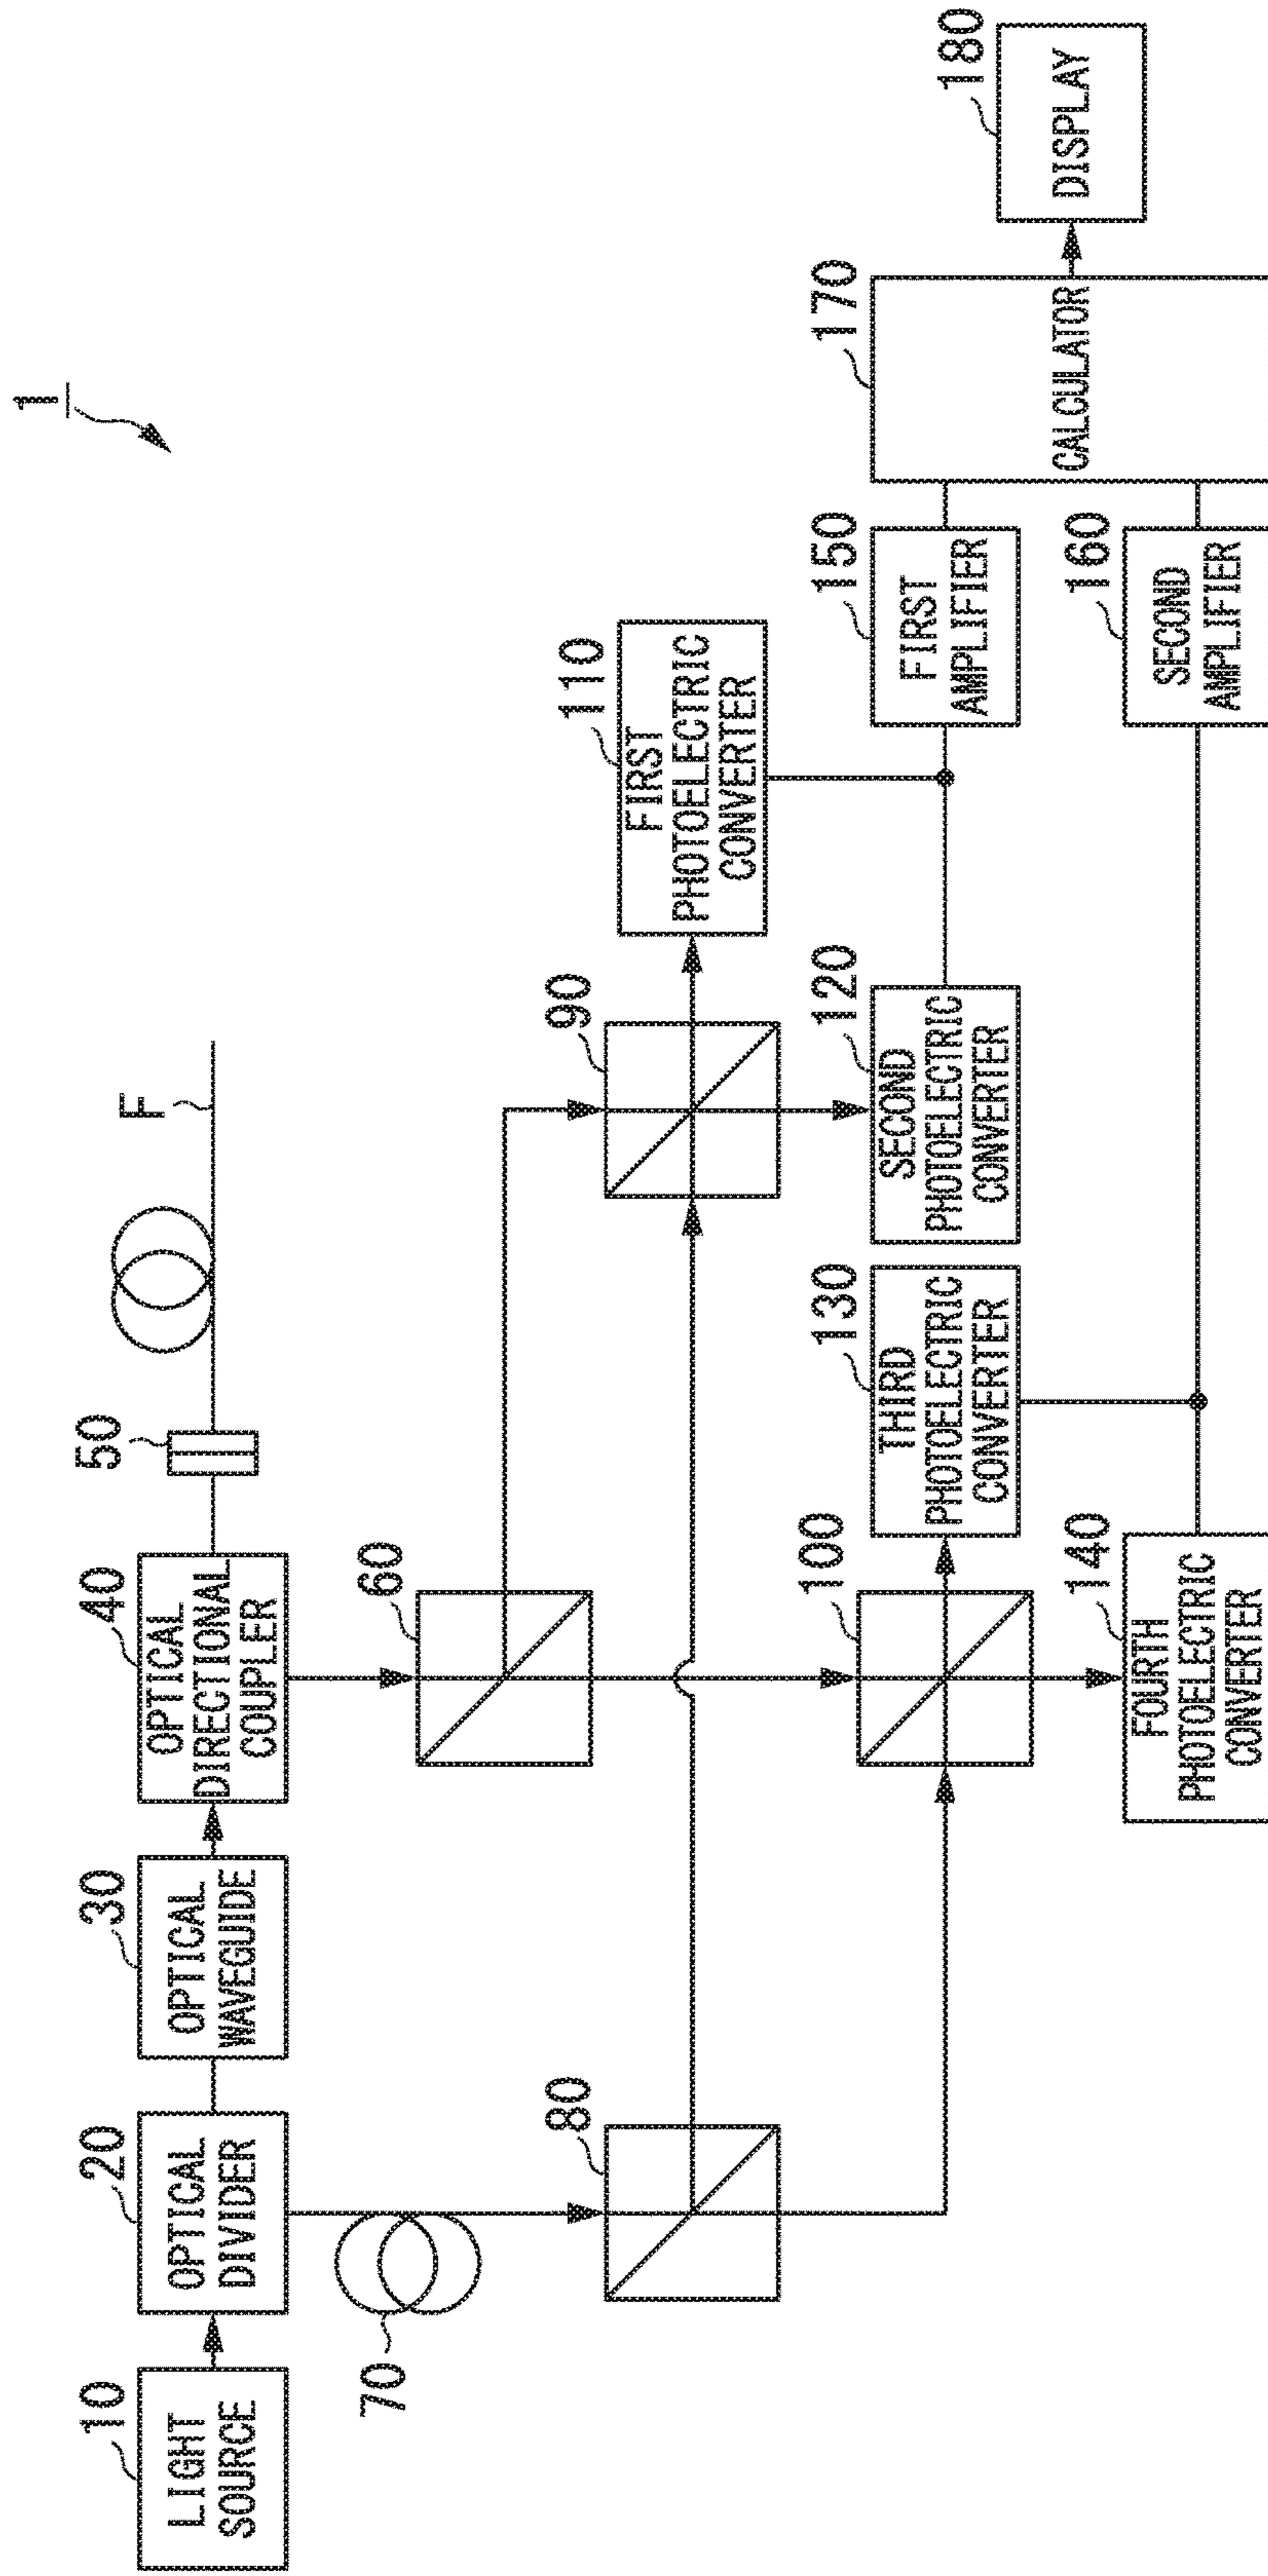 1
10
LIGHT
SOURCE
20
OPTICAL
DIVIDER
30
OPTICAL
WAVEGUIDE
40
OPTICAL
DIRECTIONAL
COUPLER
50
F
70
60
80
90
110
FIRST
PHOTOELECTRIC
CONVERTER
100
130
THIRD
PHOTOELECTRIC
CONVERTER
120
SECOND
PHOTOELECTRIC
CONVERTER
150
FIRST
AMPLIFIER
170
CALCULATOR
180
DISPLAY
140
FOURTH
PHOTOELECTRIC
CONVERTER
160
SECOND
AMPLIFIER